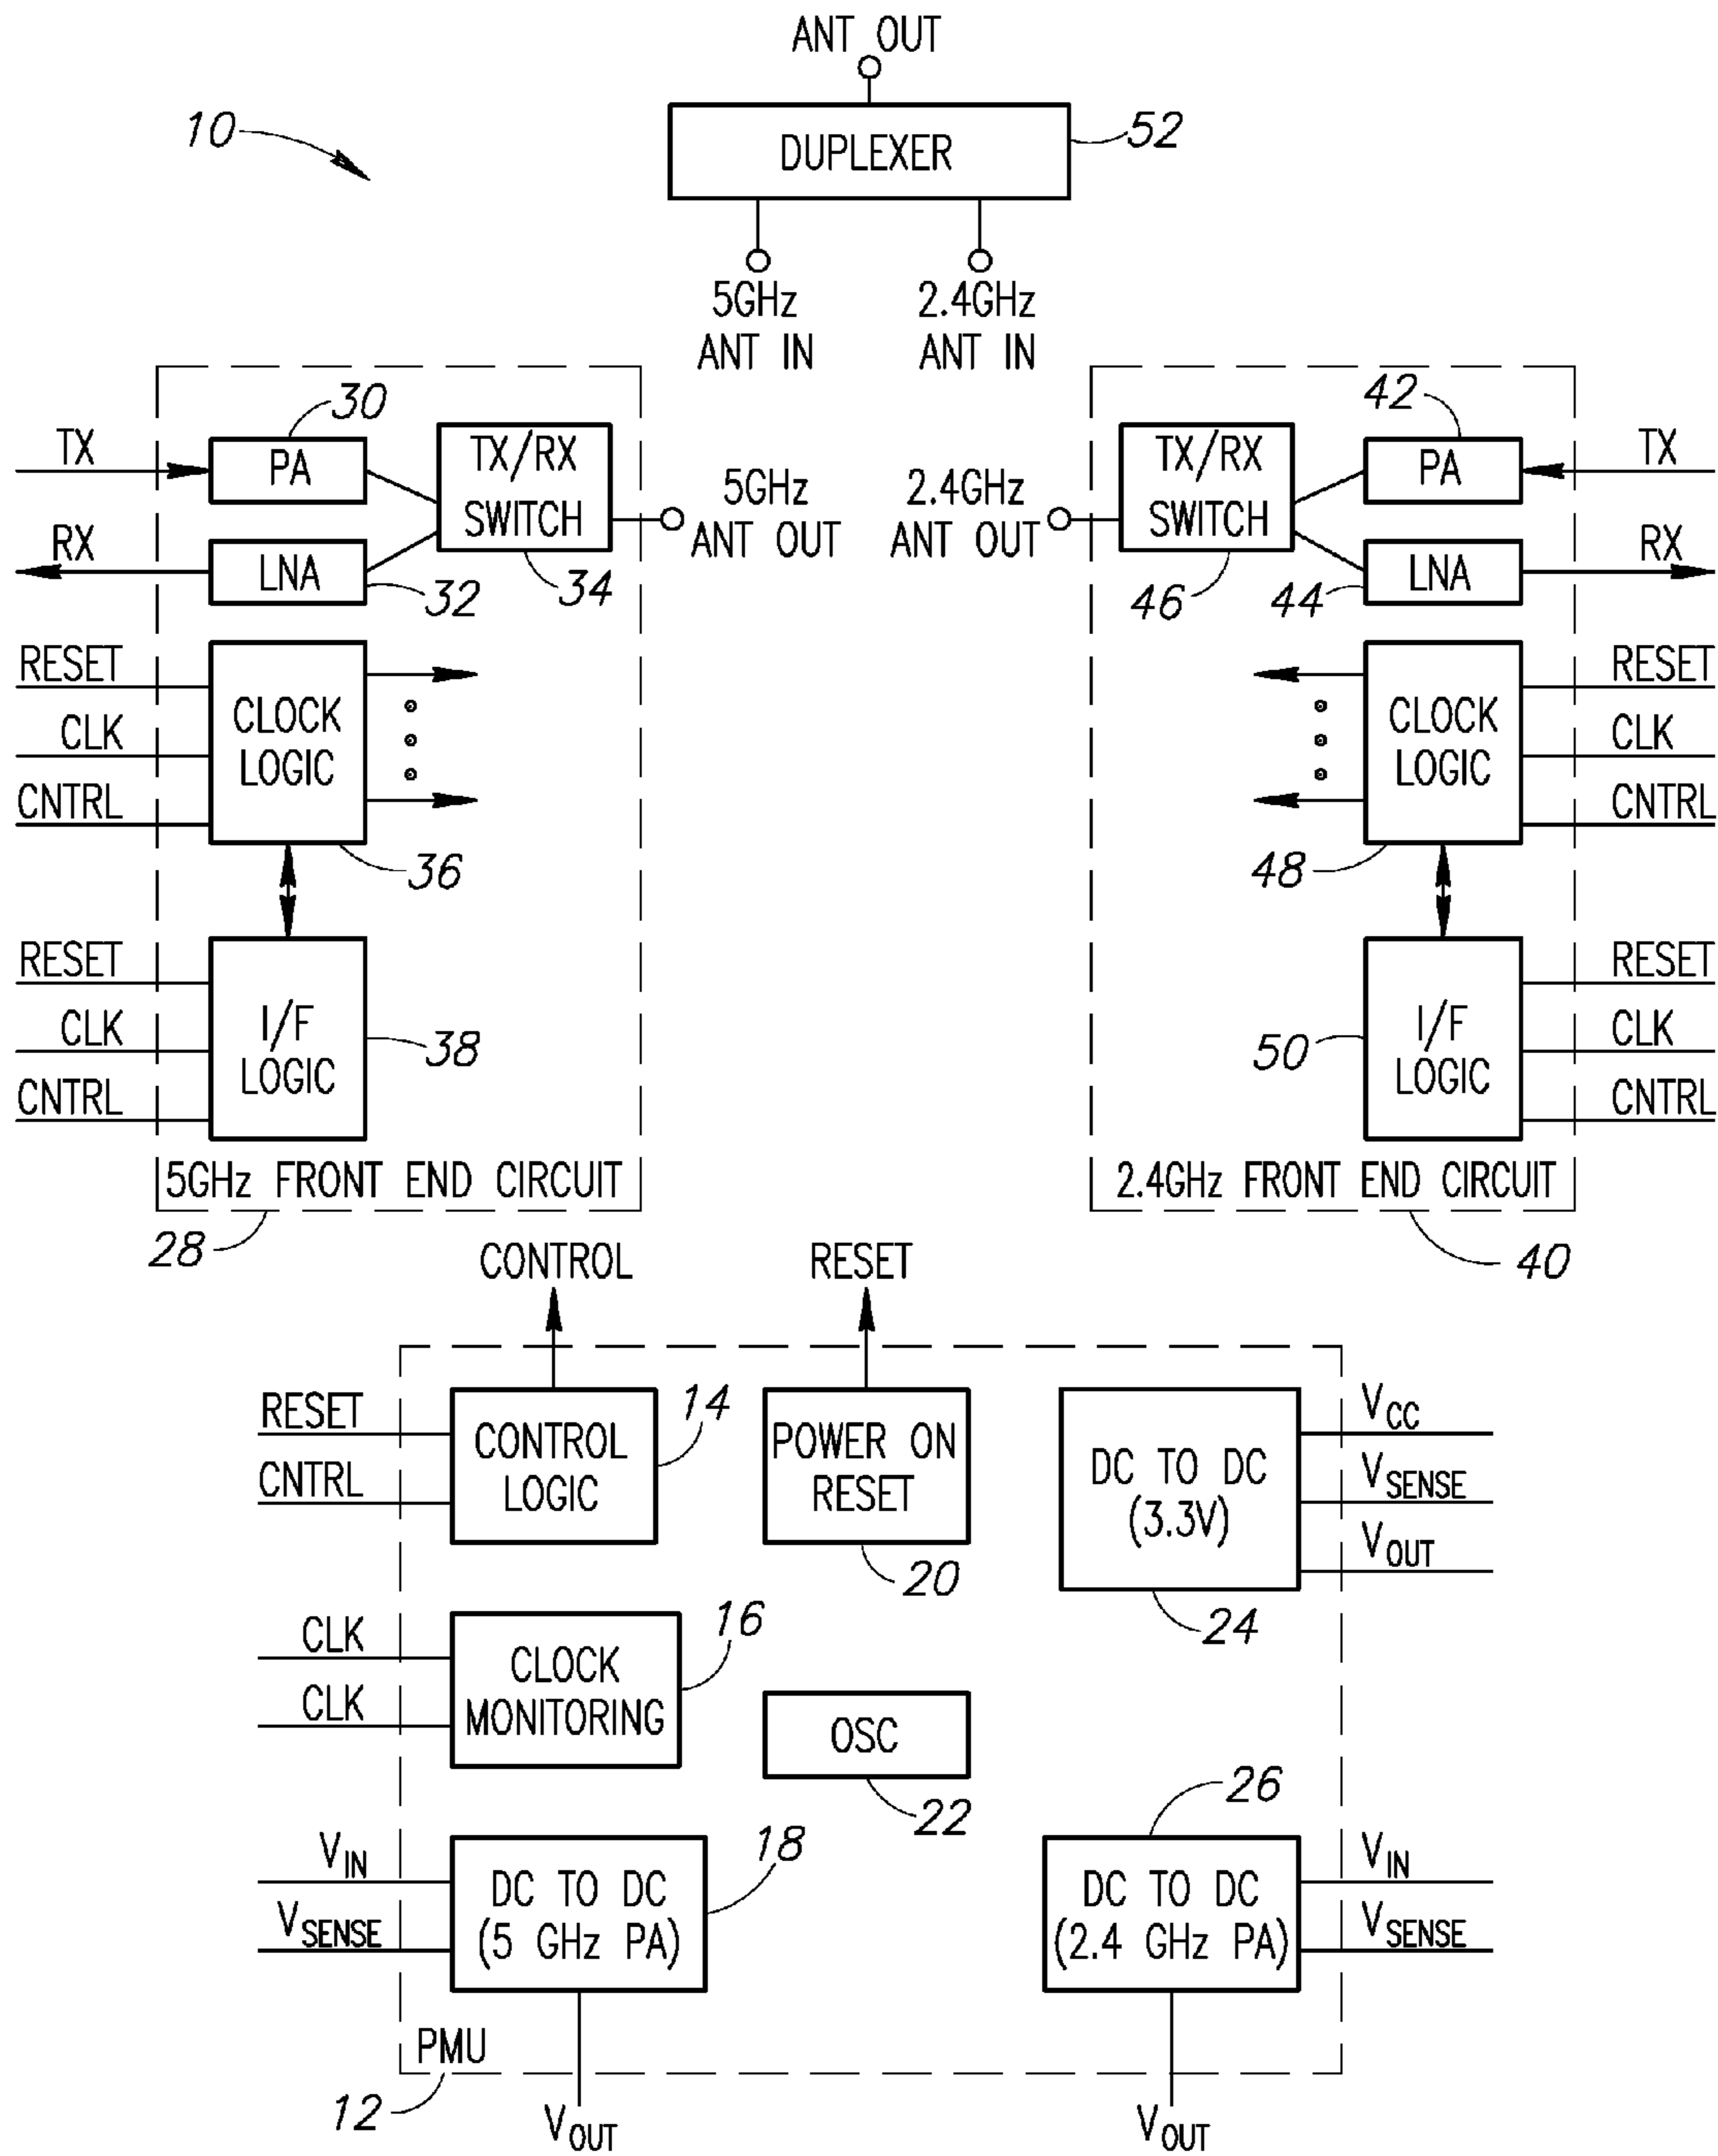 ANT OUT
10
DUPLEXER
52
5GHz
ANT IN
2.4GHz
ANT IN
30
TX
PA
TX/RX
SWITCH
5GHz
ANT OUT
RX
LNA
32
34
RESET
CLK
CNTRL
CLOCK
LOGIC
36
RESET
CLK
CNTRL
I/F
LOGIC
38
5GHz FRONT END CIRCUIT
28
42
2.4GHz
ANT OUT
TX/RX
SWITCH
PA
TX
46
44
LNA
RX
CLOCK
LOGIC
RESET
CLK
CNTRL
48
50
I/F
LOGIC
RESET
CLK
CNTRL
2.4GHz FRONT END CIRCUIT
40
CONTROL
RESET
RESET
CNTRL
CONTROL
LOGIC
14
POWER ON
RESET
20
DC TO DC
(3.3V)
VCC
VSENSE
VOUT
24
CLK
CLK
CLOCK
MONITORING
16
OSC
22
26
VIN
VSENSE
DC TO DC
(5 GHz PA)
18
DC TO DC
(2.4 GHz PA)
VIN
VSENSE
PMU
12
VOUT
VOUT